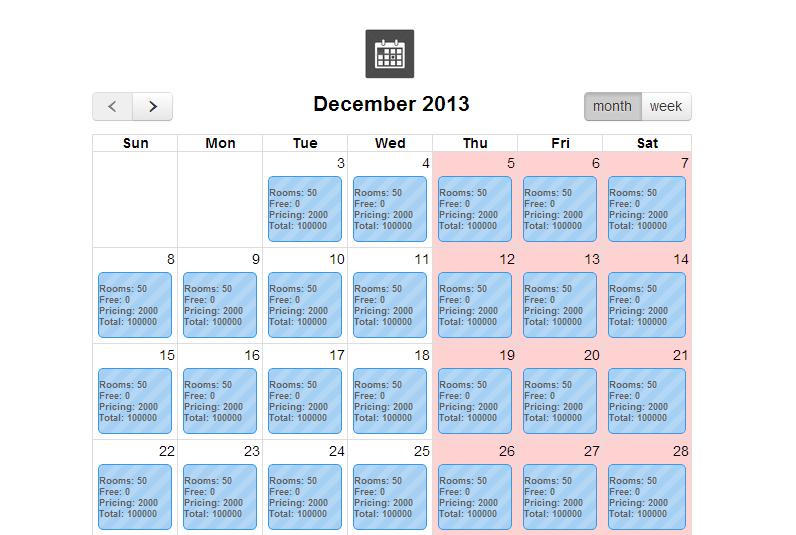 December 2013
month week
Sun Mon Tue Wed Thu Fri Sat
3 4 5 6 7
Rooms: 50 Rooms: 50 Rooms: 50 Rooms: 50 Rooms: 50
Free: 0 Free: 0 Free: 0 Free: 0 Free: 0
Pricing: 2000 Pricing: 2000 Pricing: 2000 Pricing: 2000 Pricing: 2000
Total: 100000 Total: 100000 Total: 100000 Total: 100000 Total: 100000
8 9 10 11 12 13 14
Rooms: 50 Rooms: 50 Rooms: 50 Rooms: 50 Rooms: 50 Rooms: 50 Rooms: 50
Free: 0 Free: 0 Free: 0 Free: 0 Free: 0 Free: 0 Free: 0
Pricing: 2000 Pricing: 2000 Pricing: 2000 Pricing: 2000 Pricing: 2000 Pricing: 2000 Pricing: 2000
Total: 100000 Total: 100000 Total: 100000 Total: 100000 Total: 100000 Total: 100000 Total: 100000
15 16 17 18 19 20 21
Rooms: 50 Rooms: 50 Rooms: 50 Rooms: 50 Rooms: 50 Rooms: 50 Rooms: 50
Free: 0 Free: 0 Free: 0 Free: 0 Free: 0 Free: 0 Free: 0
Pricing: 2000 Pricing: 2000 Pricing: 2000 Pricing: 2000 Pricing: 2000 Pricing: 2000 Pricing: 2000
Total: 100000 Total: 100000 Total: 100000 Total: 100000 Total: 100000 Total: 100000 Total: 100000
22 23 24 25 26 27 28
Rooms: 50 Rooms: 50 Rooms: 50 Rooms: 50 Rooms: 50 Rooms: 50 Rooms: 50
Free: 0 Free: 0 Free: 0 Free: 0 Free: 0 Free: 0 Free: 0
Pricing: 2000 Pricing: 2000 Pricing: 2000 Pricing: 2000 Pricing: 2000 Pricing: 2000 Pricing: 2000
Total: 100000 Total: 100000 Total: 100000 Total: 100000 Total: 100000 Total: 100000 Total: 100000